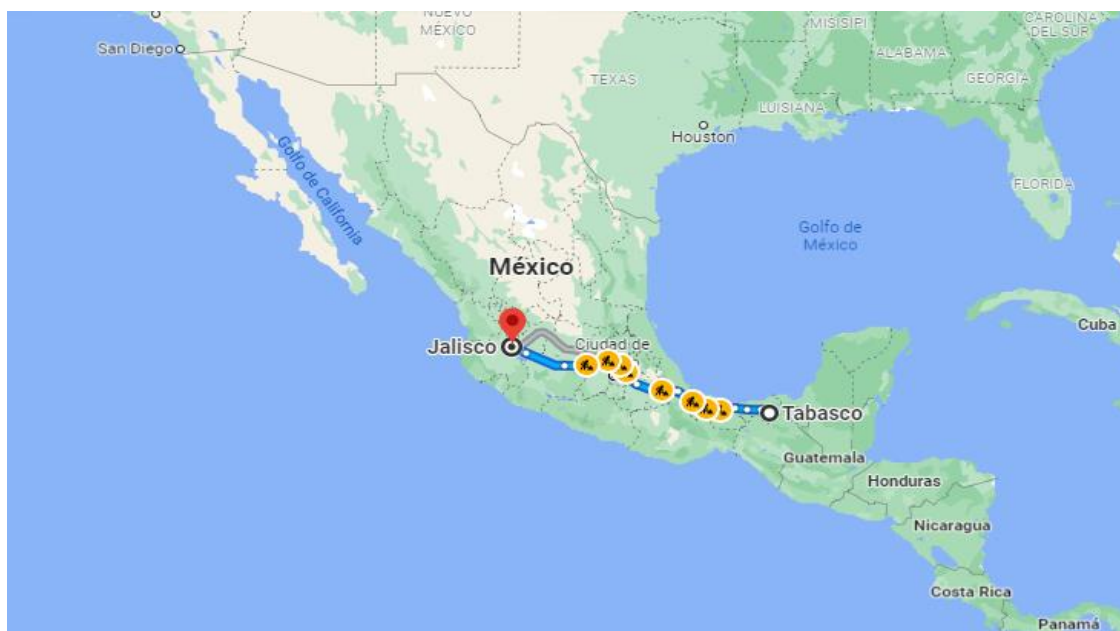 NUEVO
MÉXICO
MISISIPI
CAROLINA
DEL SUR
San Diego
ALABAMA
TEXAS
GEORGIA
LUISIANA
Houston
Golfo de California
FLORIDA
Golfo de
México
México
Cuba
Jalisco
Ciudad de
Tabasco
Guatemala
Honduras
Nicaragua
Costa Rica
Panamá